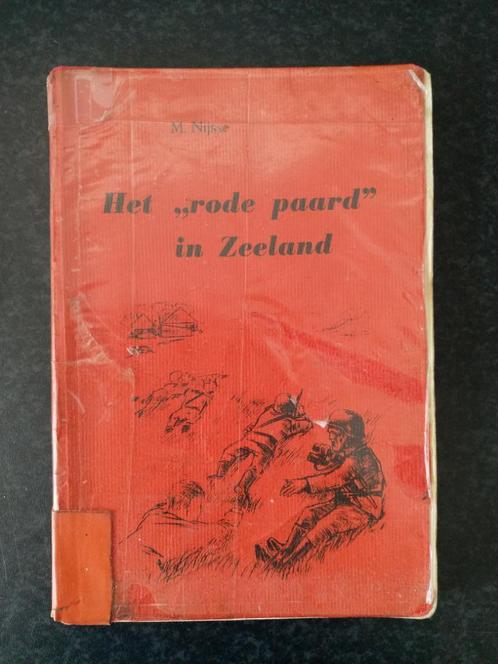 M. Nijsse
Het „rode paard”
in Zeeland